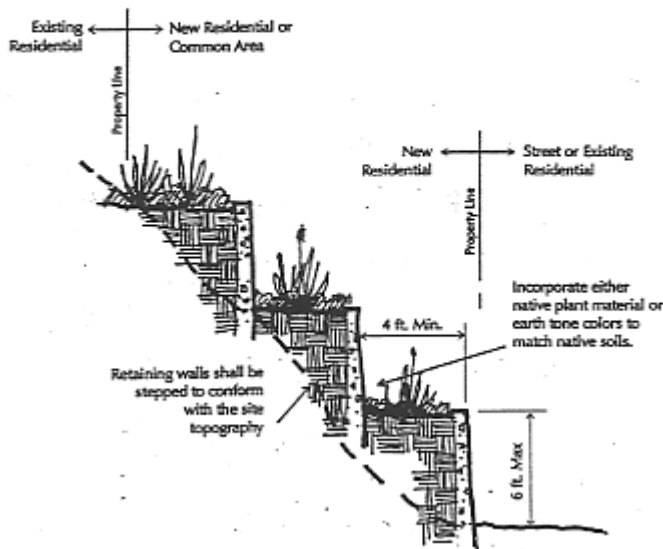 Existing
Residential
New Residential or
Common Area
Property Line
New
Residential
Street or Existing
Residential
Property Line
Incorporate either
native plant material or
earth tone colors to
match native soils.
4 ft. Min.
Retaining walls shall be
stepped to conform
with the site
topography
6 ft. Max